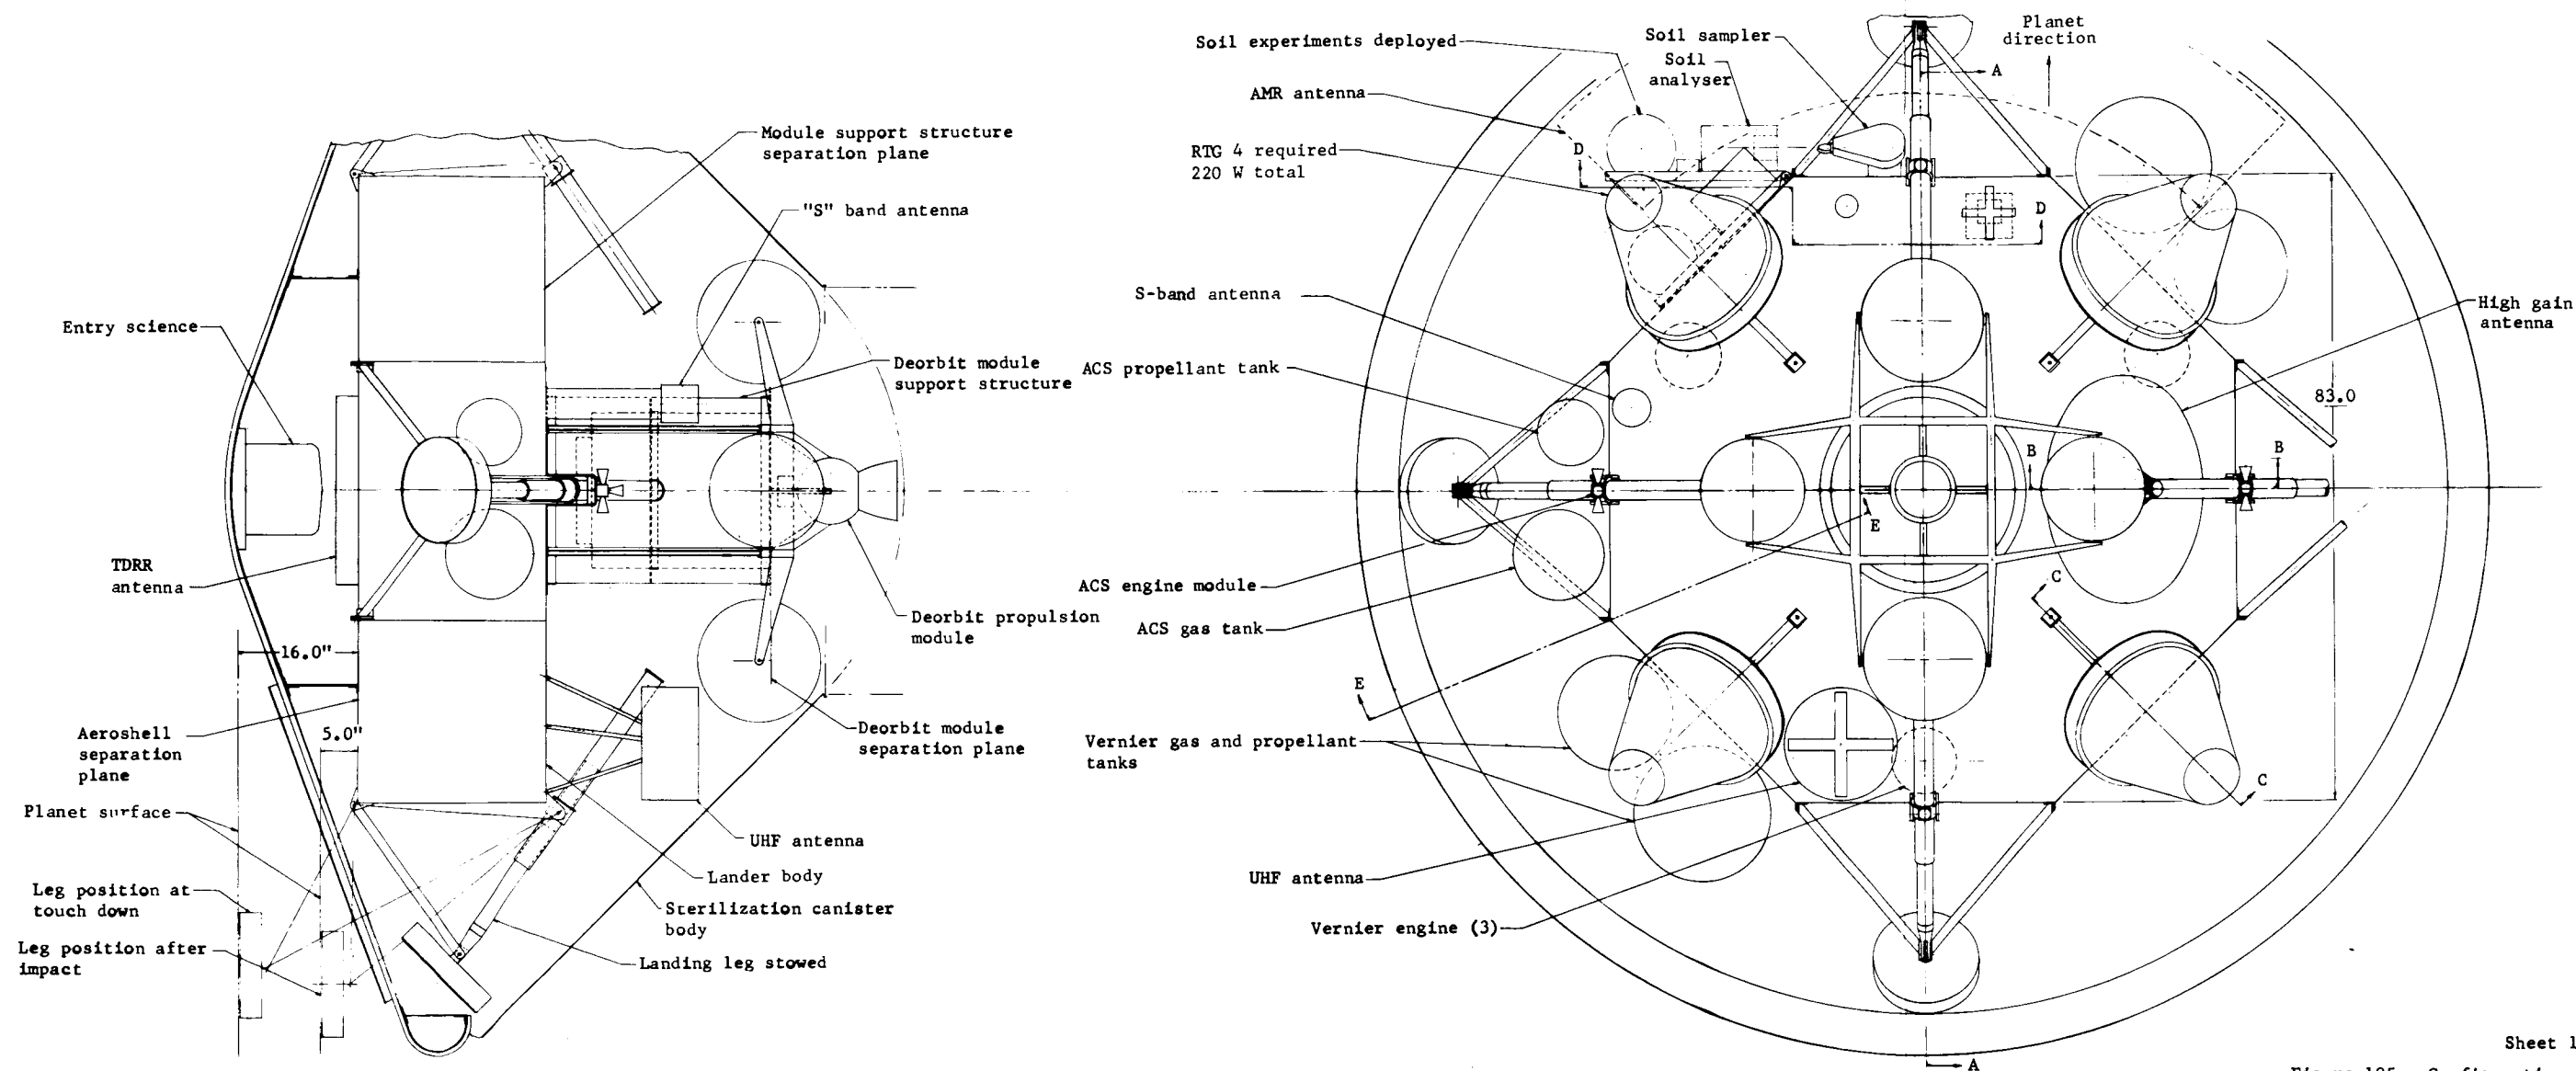 Module support structure
separation plane
"S" band antenna
Entry science
Deorbit module
support structure
TDRR
antenna
Deorbit propulsion
module
16.0"
Aeroshell
separation
plane
5.0"
Deorbit module
separation plane
Planet surface
UHF antenna
Lander body
Leg position at
touch down
Sterilization canister
body
Leg position after
impact
Landing leg stowed
Soil experiments deployed
Soil sampler
Soil
analyser
Planet
direction
A
AMR antenna
RTG 4 required
220 W total
D
D
S-band antenna
High gain
antenna
ACS propellant tank
83.0
B
B
E
ACS engine module
C
ACS gas tank
E
Vernier gas and propellant
tanks
C
UHF antenna
Vernier engine (3)
A
Sheet 1